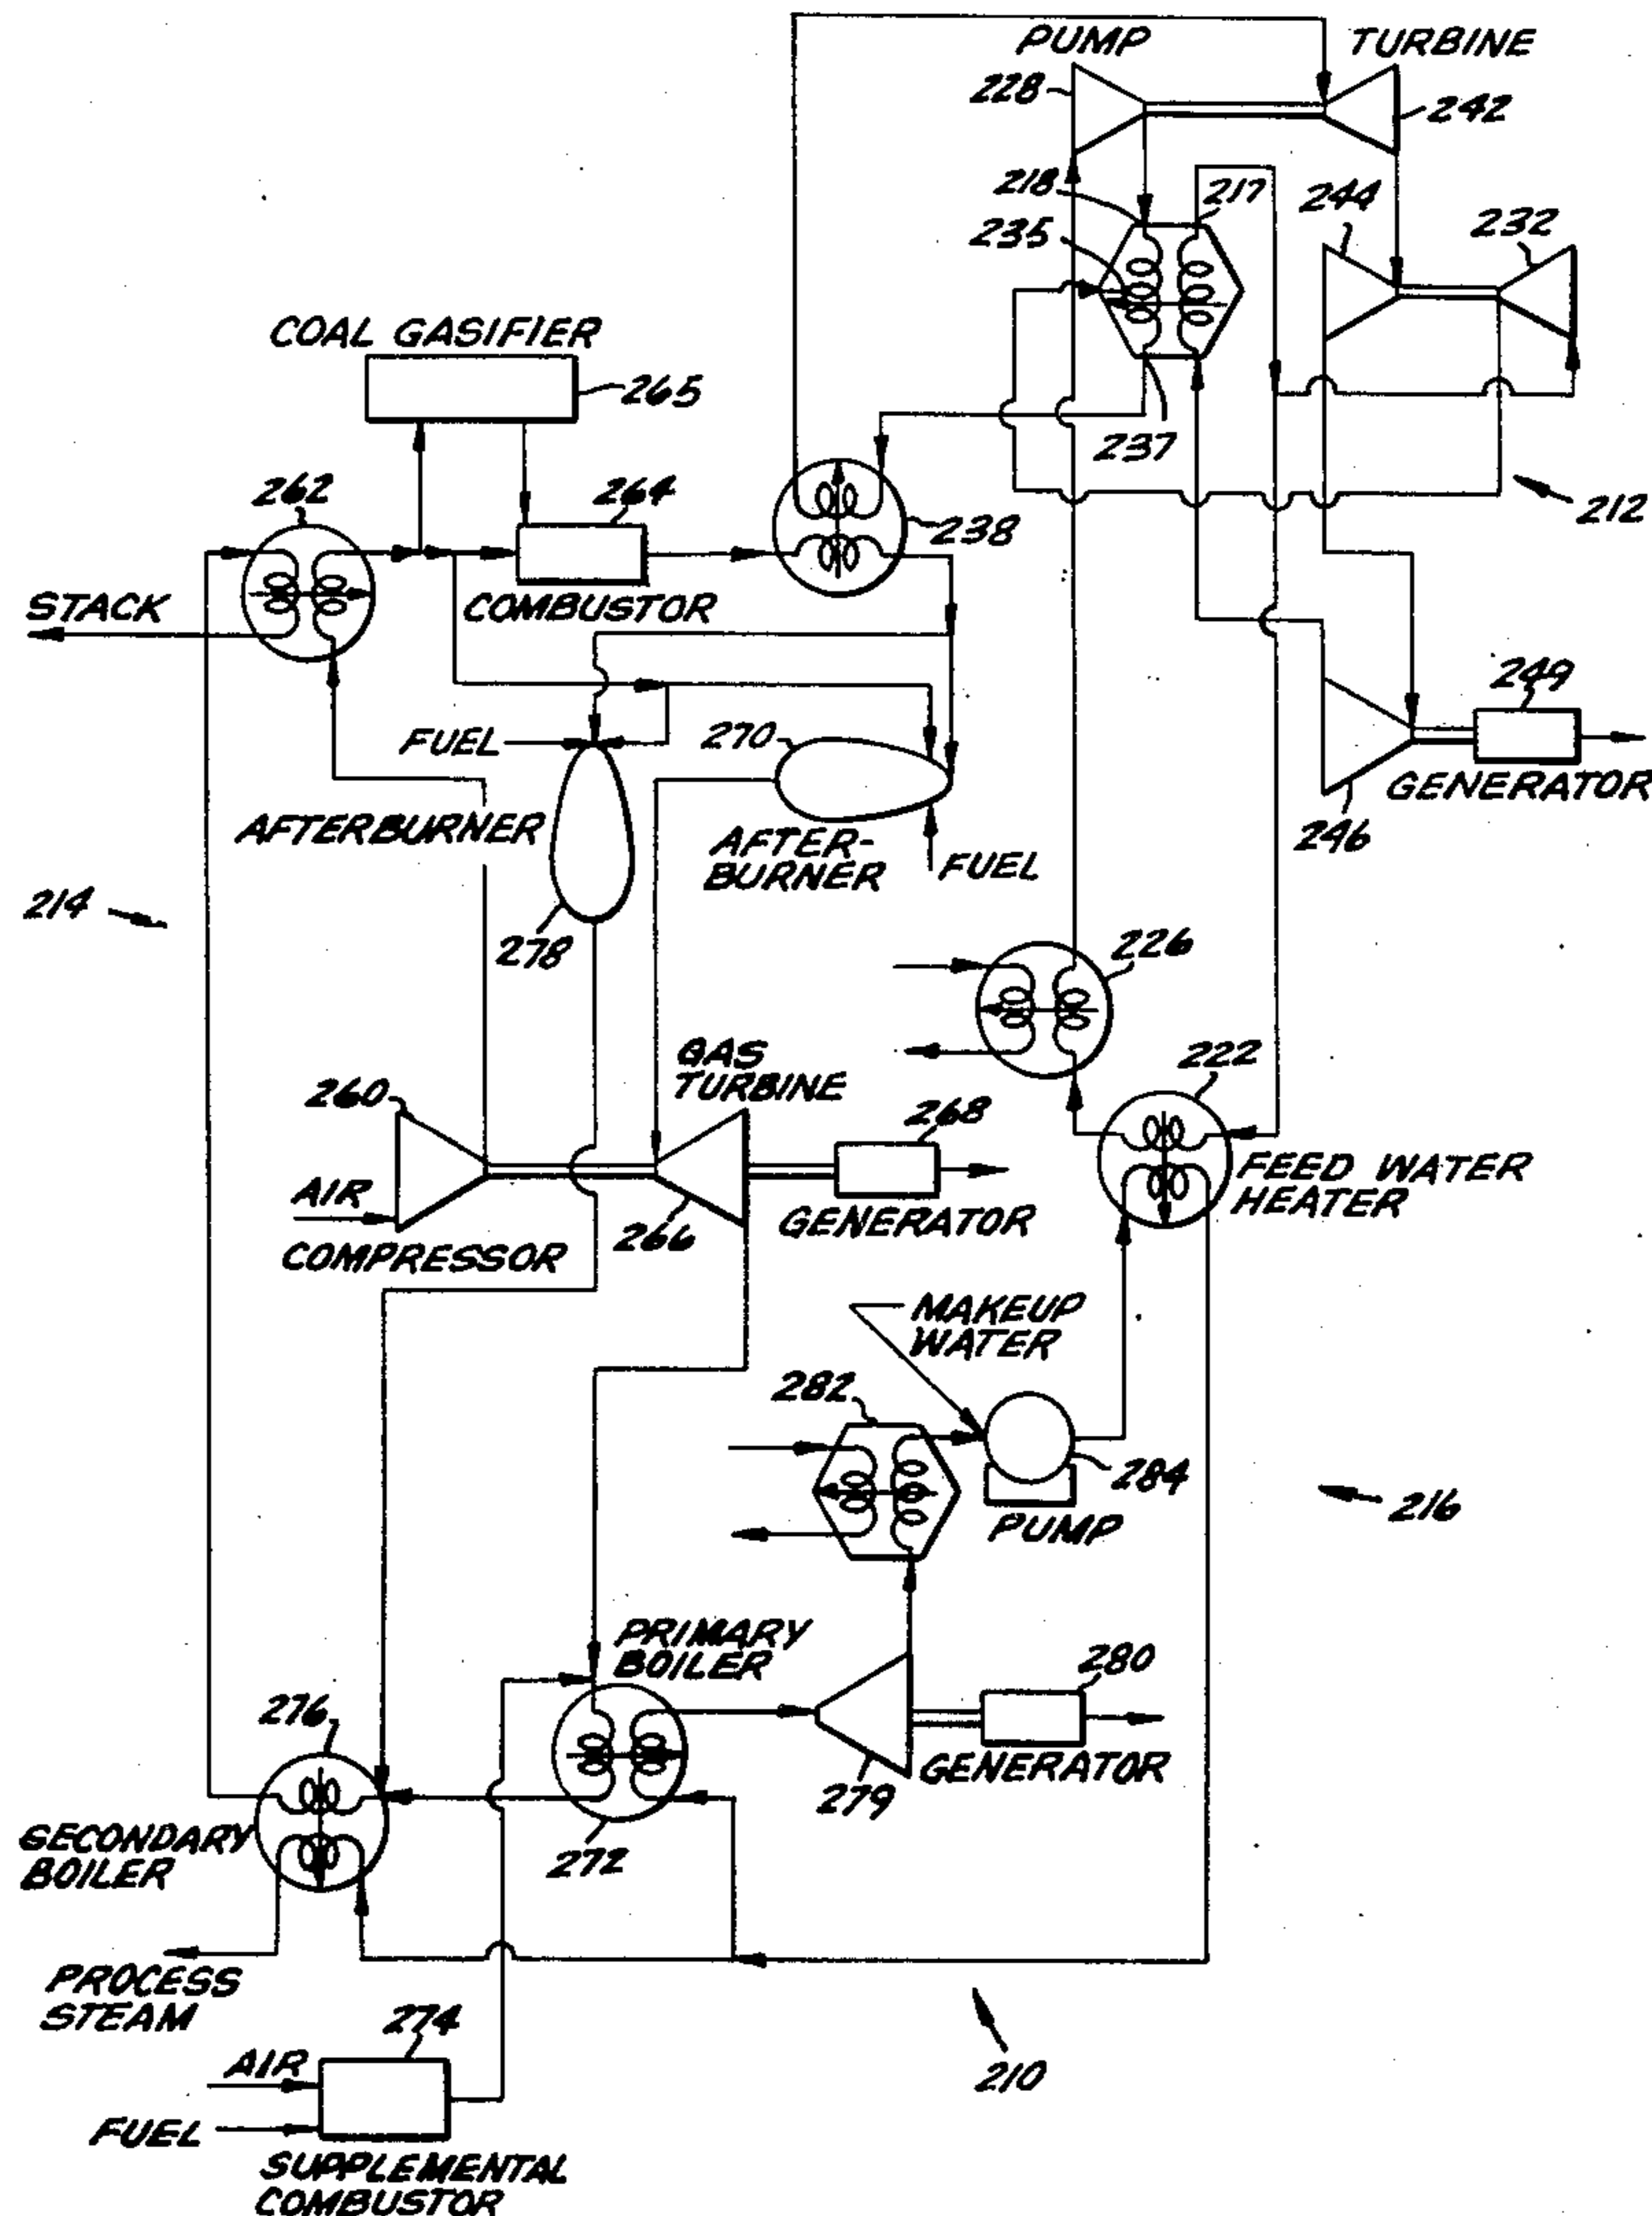 PUMP
TURBINE
228
242
218
217
244
232
235
COAL GASIFIER
265
237
262
264
238
212
STACK
COMBUSTOR
249
FUEL
270
GENERATOR
246
AFTERBURNER
AFTER-
BURNER
FUEL
214
278
226
GAS
TURBINE
222
260
268
AIR
FEED WATER
HEATER
266
GENERATOR
COMPRESSOR
MAKEUP
WATER
282
284
216
PUMP
PRIMARY
BOILER
280
276
GENERATOR
279
SECONDARY
BOILER
272
PROCESS
STEAM
274
210
AIR
FUEL
SUPPLEMENTAL
COMBUSTOR